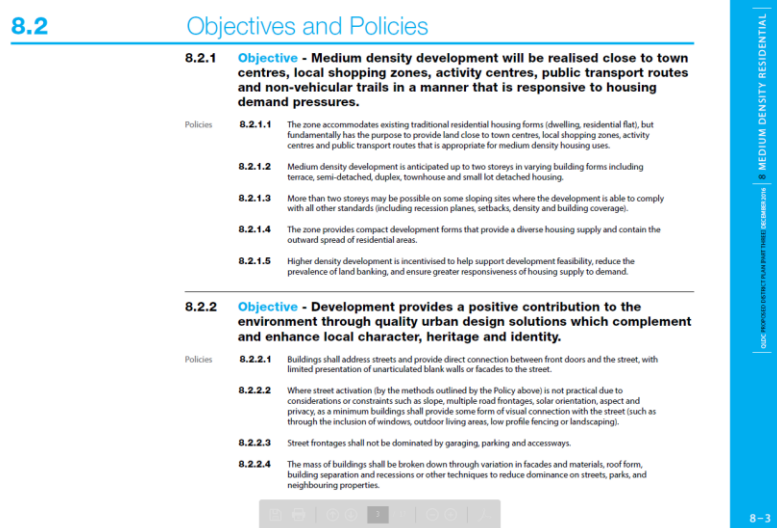 8.2 Objectives and Policies
8.2.1 Objective - Medium density development will be realised close to town
centres, local shopping zones, activity centres, public transport routes
and non-vehicular trails in a manner that is responsive to housing
demand pressures.
Policies 8.2.1.1 The zone accommodates existing traditional residential housing forms (dwelling, residential flat), but
fundamentally has the purpose to provide land close to town centres, local shopping zones, activity
centres and public transport routes that is appropriate for medium density housing uses.
8.2.1.2 Medium density development is anticipated up to two storeys in varying building forms including
terrace, semi-detached, duplex, townhouse and small lot detached housing.
8.2.1.3 More than two storeys may be possible on some sloping sites where the development is able to comply
with all other standards (including recession planes, setbacks, density and building coverage).
8.2.1.4 The zone provides compact development forms that provide a diverse housing supply and contain the
outward spread of residential areas.
8.2.1.5 Higher density development is incentivised to help support development feasibility, reduce the
prevalence of land banking, and ensure greater responsiveness of housing supply to demand.
8.2.2 Objective - Development provides a positive contribution to the
environment through quality urban design solutions which complement
and enhance local character, heritage and identity.
Policies 8.2.2.1 Buildings shall address streets and provide direct connection between front doors and the street, with
limited presentation of unarticulated blank walls or facades to the street.
8.2.2.2 Where street activation (by the methods outlined by the Policy above) is not practical due to
considerations or constraints such as slope, multiple road frontages, solar orientation, aspect and
privacy, as a minimum buildings shall provide some form of visual connection with the street (such as
through the inclusion of windows, outdoor living areas, low profile fencing or landscaping).
8.2.2.3 Street frontages shall not be dominated by garaging, parking and accessways.
8.2.2.4 The mass of buildings shall be broken down through variation in facades and materials, roof form,
building separation and recessions or other techniques to reduce dominance on streets, parks, and
neighbouring properties.
QLDC PROPOSED DISTRICT PLAN [PART THREE] DECEMBER 2018 8 MEDIUM DENSITY RESIDENTIAL
8-3